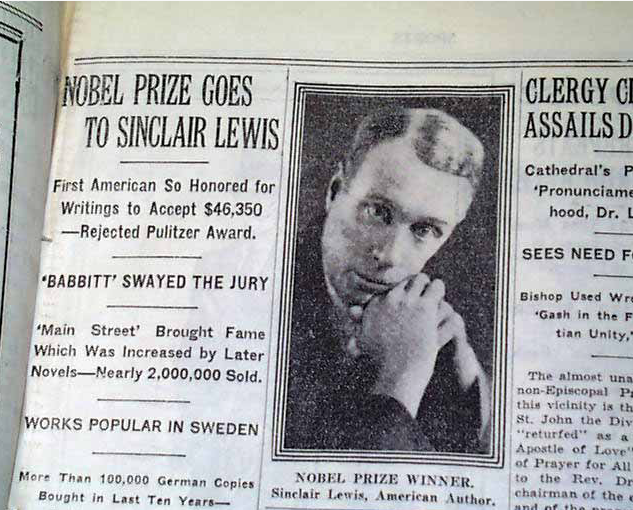 NOBEL PRIZE GOES
TO SINCLAIR LEWIS
First American So Honored for
Writings to Accept $46,350
—Rejected Pulitzer Award.
'BABBITT' SWAYED THE JURY
'Main Street' Brought Fame
Which Was Increased by Later
Novels—Nearly 2,000,000 Sold.
WORKS POPULAR IN SWEDEN
More Than 100,000 German Copies
Bought in Last Ten Years—
NOBEL PRIZE WINNER.
Sinclair Lewis, American Author.
CLERGY
ASSAILS
Cathedral's
'Pronunciame
hood, Dr.
SEES NEED
Bishop Used
'Gash in the
tian Unity,'
The almost
non-Episcopal
this vicinity is
St. John the
"returfed" as a
Apostle of Love"
of Prayer for All
to the Rev.
chairman of the
and of the